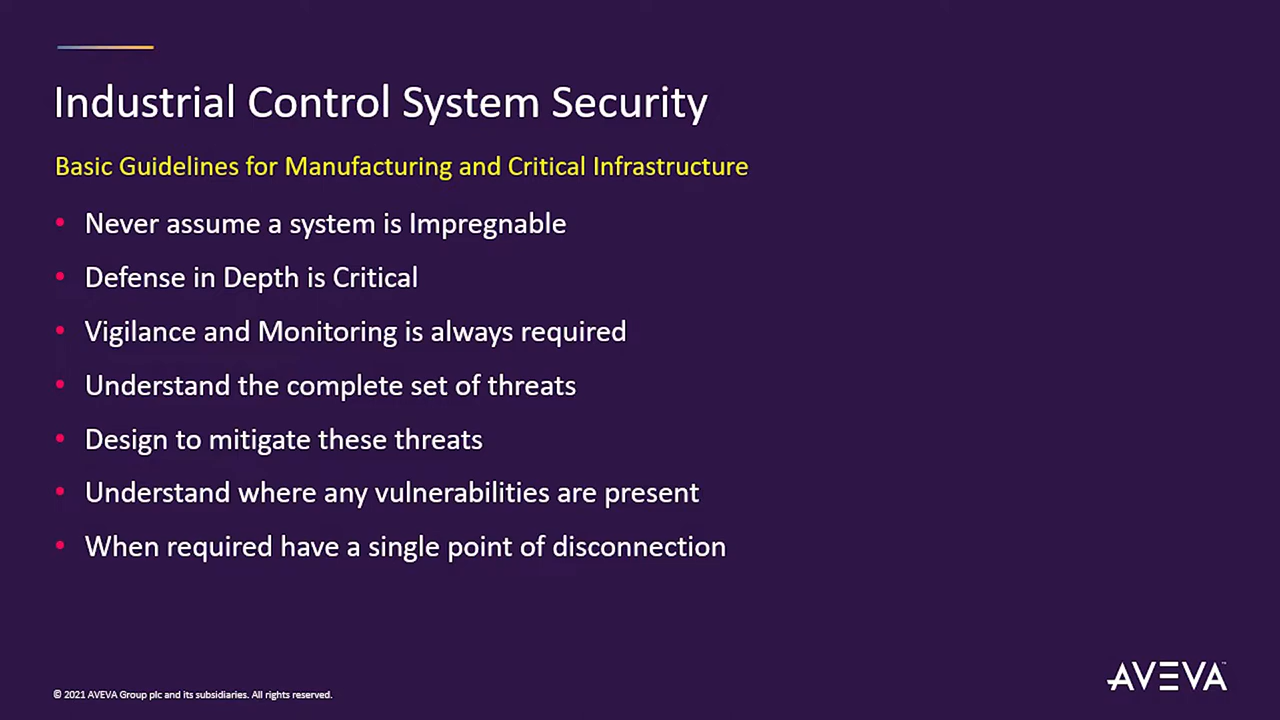 Industrial Control System Security
Basic Guidelines for Manufacturing and Critical Infrastructure
• Never assume a system is Impregnable
• Defense in Depth is Critical
• Vigilance and Monitoring is always required
• Understand the complete set of threats
• Design to mitigate these threats
• Understand where any vulnerabilities are present
• When required have a single point of disconnection
© 2021 AVEVA Group plc and its subsidiaries. All rights reserved.
AVEVA™